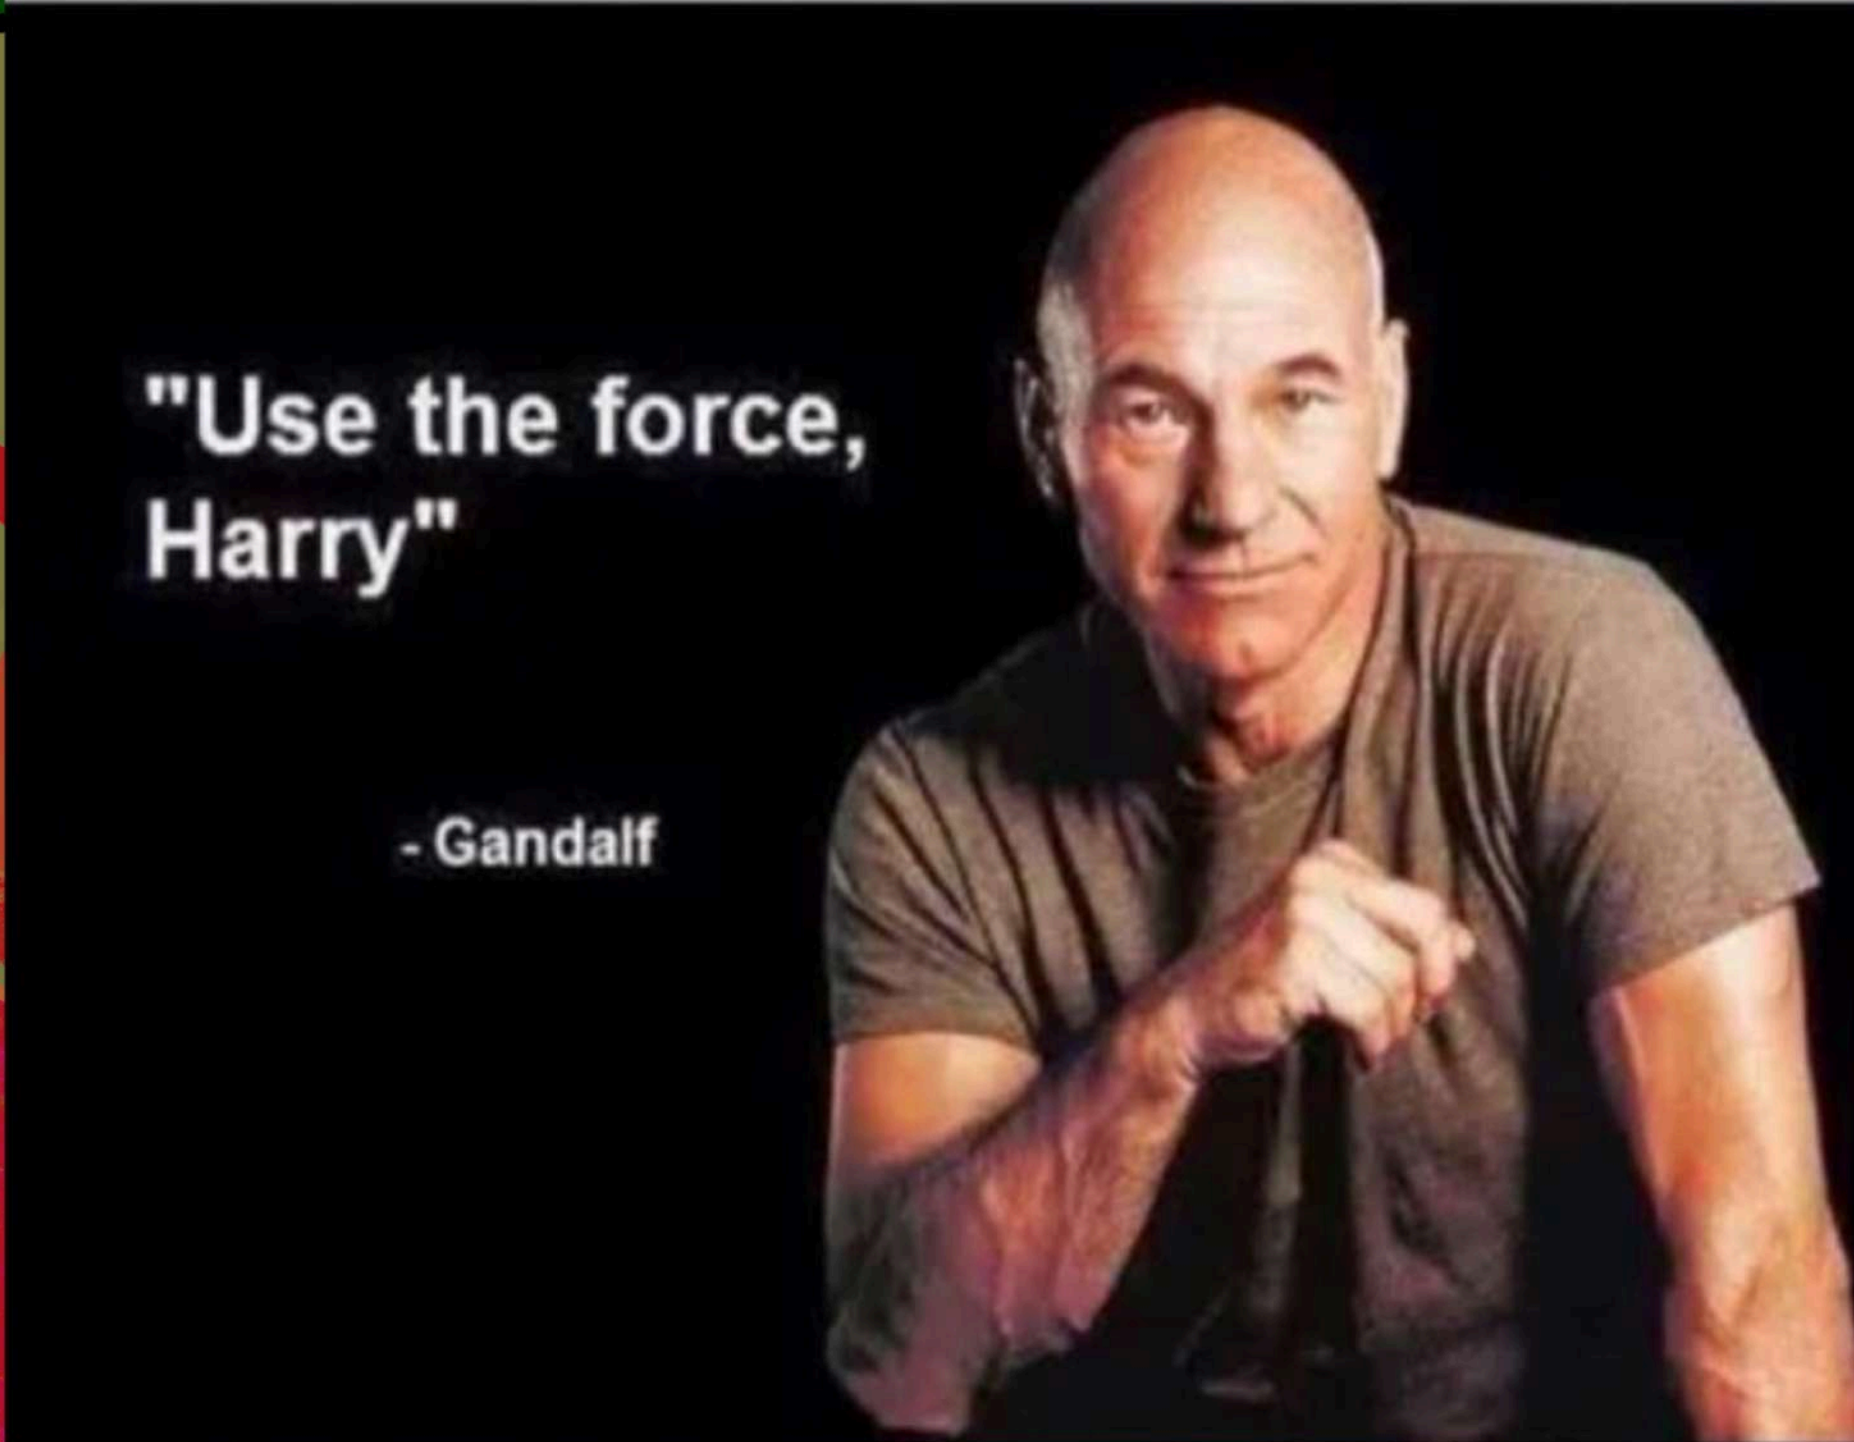 "Use the force,
Harry"
- Gandalf